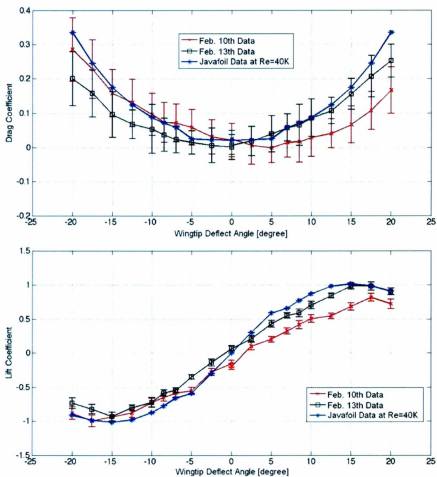 0.4
Feb. 10th Data
Feb. 13th Data
Javafoil Data at Re=40K
0.3
0.2
0.1
0
-0.1
-0.2
Drag Coefficient
-25 -20 -15 -10 -5 0 5 10 15 20 25
Wingtip Deflect Angle [degree]
1.5
1
0.5
0
-0.5
-1
-1.5
Lift Coefficient
Feb. 10th Data
Feb. 13th Data
Javafoil Data at Re=40K
-25 -20 -15 -10 -5 0 5 10 15 20 25
Wingtip Deflect Angle [degree]